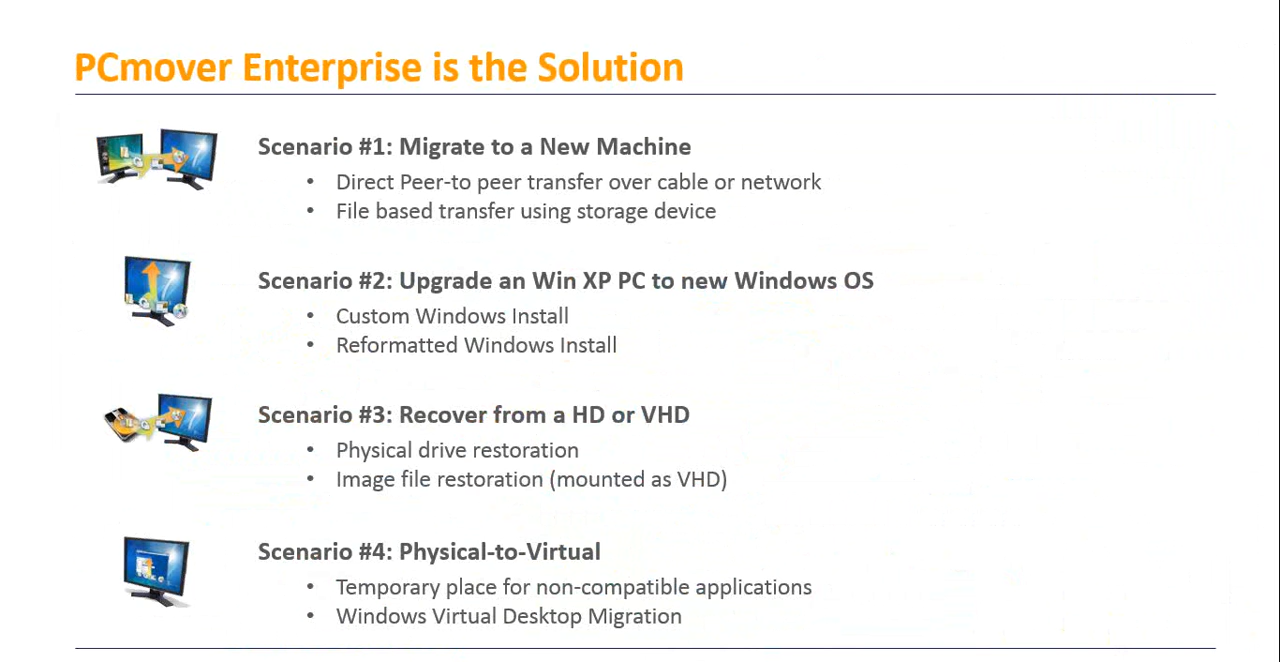 PCmover Enterprise is the Solution
Scenario #1: Migrate to a New Machine
• Direct Peer-to peer transfer over cable or network
• File based transfer using storage device
Scenario #2: Upgrade an Win XP PC to new Windows OS
• Custom Windows Install
• Reformatted Windows Install
Scenario #3: Recover from a HD or VHD
• Physical drive restoration
• Image file restoration (mounted as VHD)
Scenario #4: Physical-to-Virtual
• Temporary place for non-compatible applications
• Windows Virtual Desktop Migration